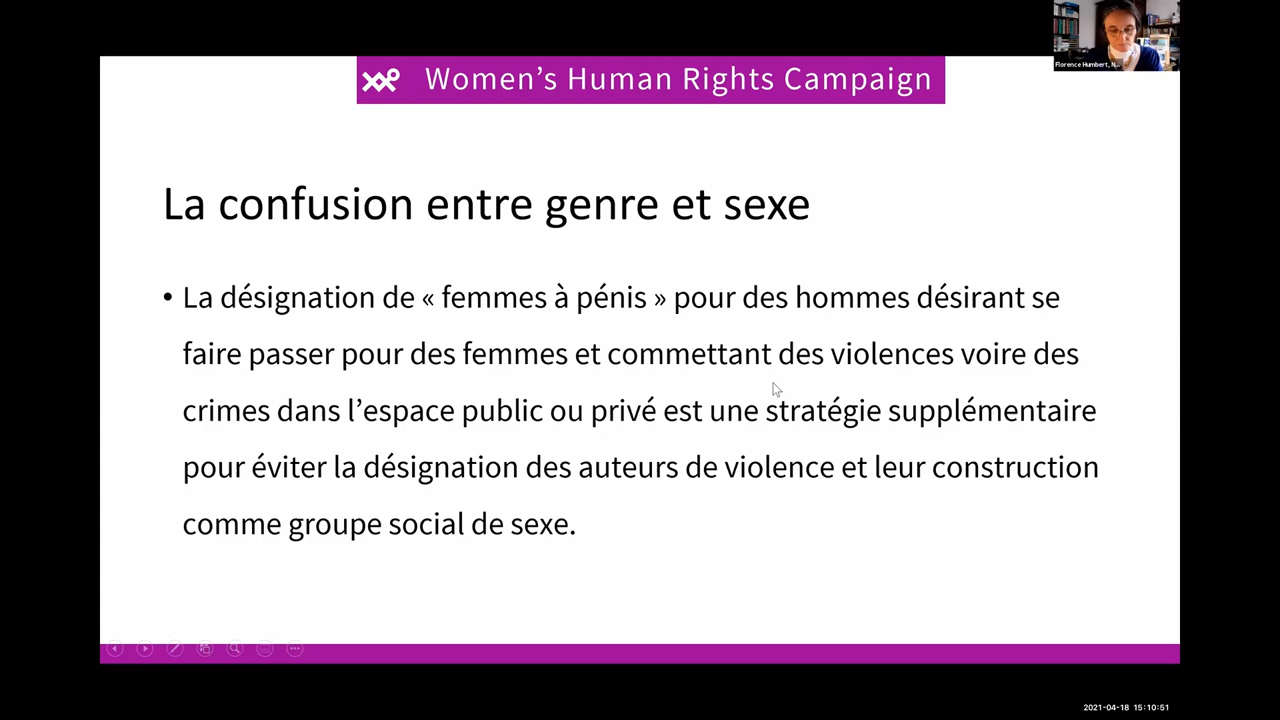 Florence Humbert, N...
Women’s Human Rights Campaign
La confusion entre genre et sexe
• La désignation de « femmes à pénis » pour des hommes désirant se
faire passer pour des femmes et commettant des violences voire des
crimes dans l’espace public ou privé est une stratégie supplémentaire
pour éviter la désignation des auteurs de violence et leur construction
comme groupe social de sexe.
2021-04-18 15:10:51